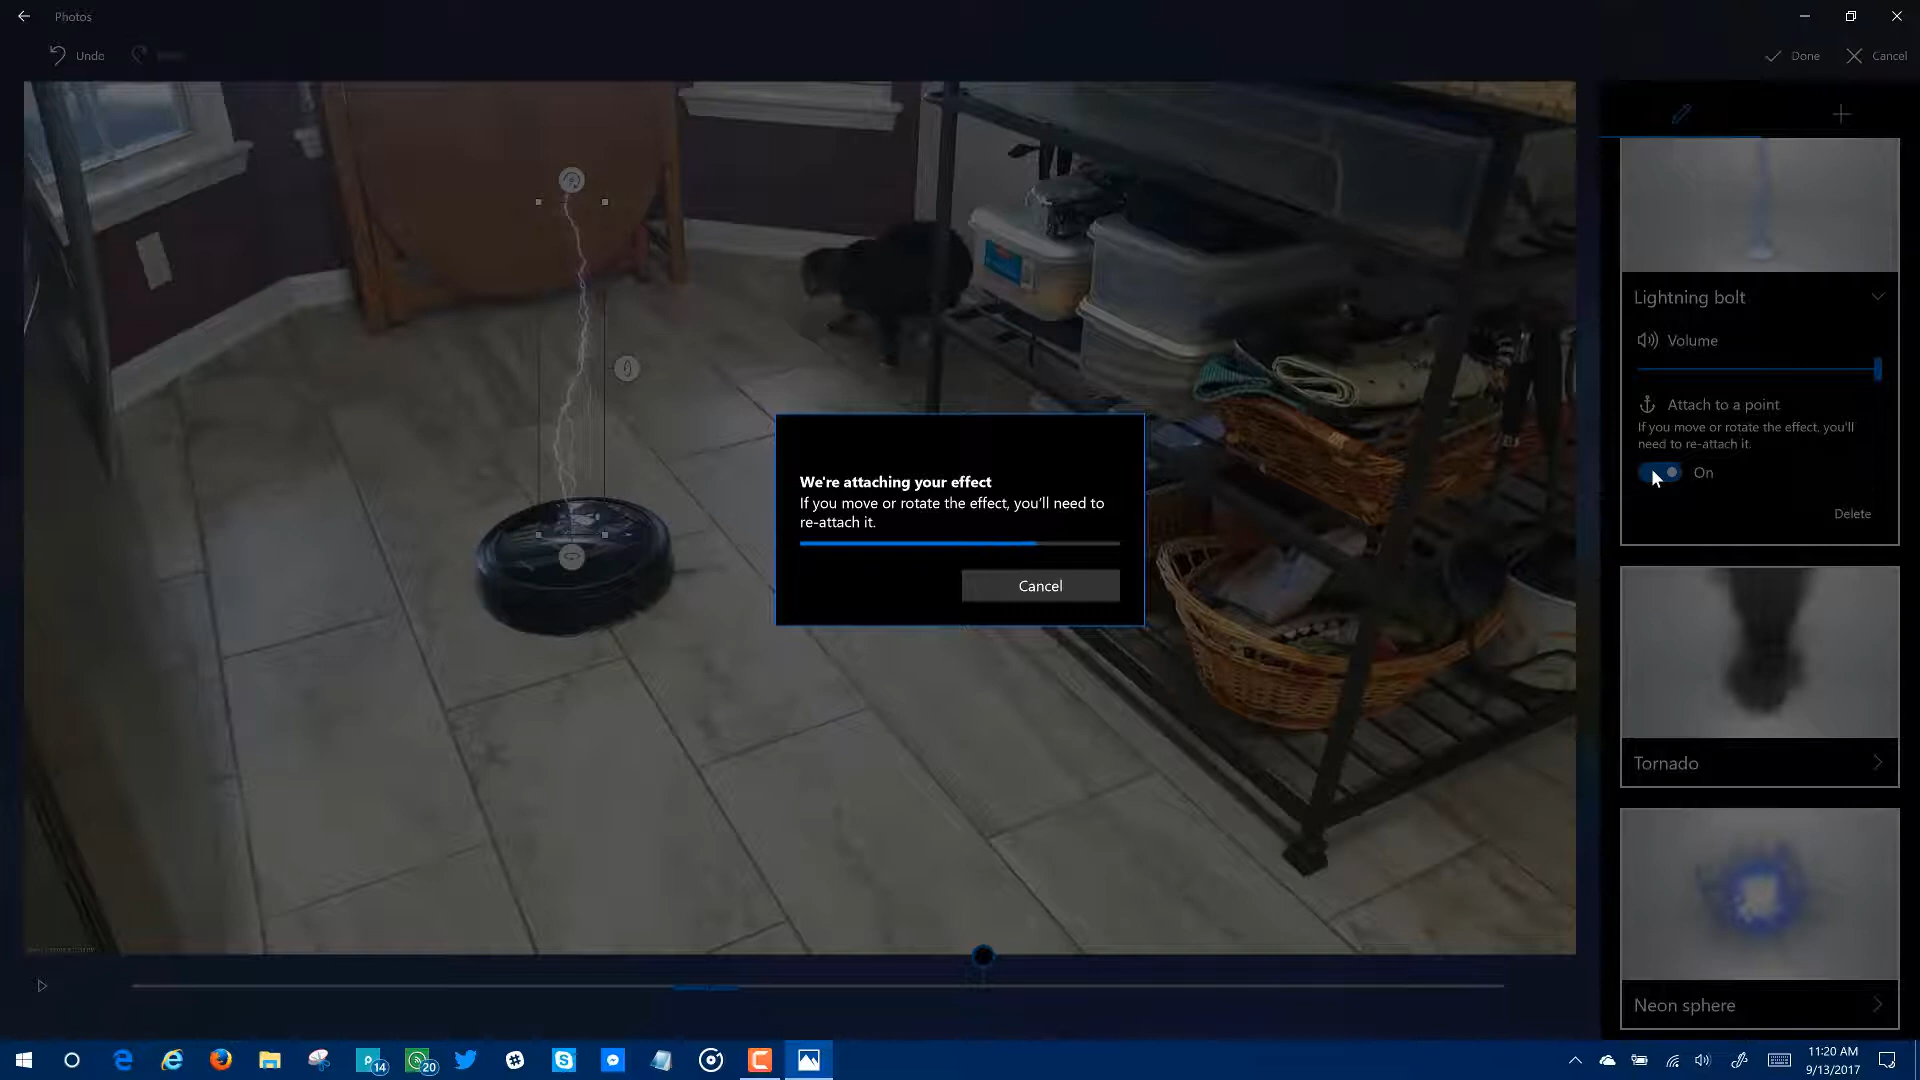 Photos
Undo
Done
Cancel
Lightning bolt
Volume
Attach to a point
If you move or rotate the effect, you'll
need to re-attach it.
On
Delete
We're attaching your effect
If you move or rotate the effect, you'll need to
re-attach it.
Cancel
Tornado
Neon sphere
14
20
11:20 AM
9/13/2017